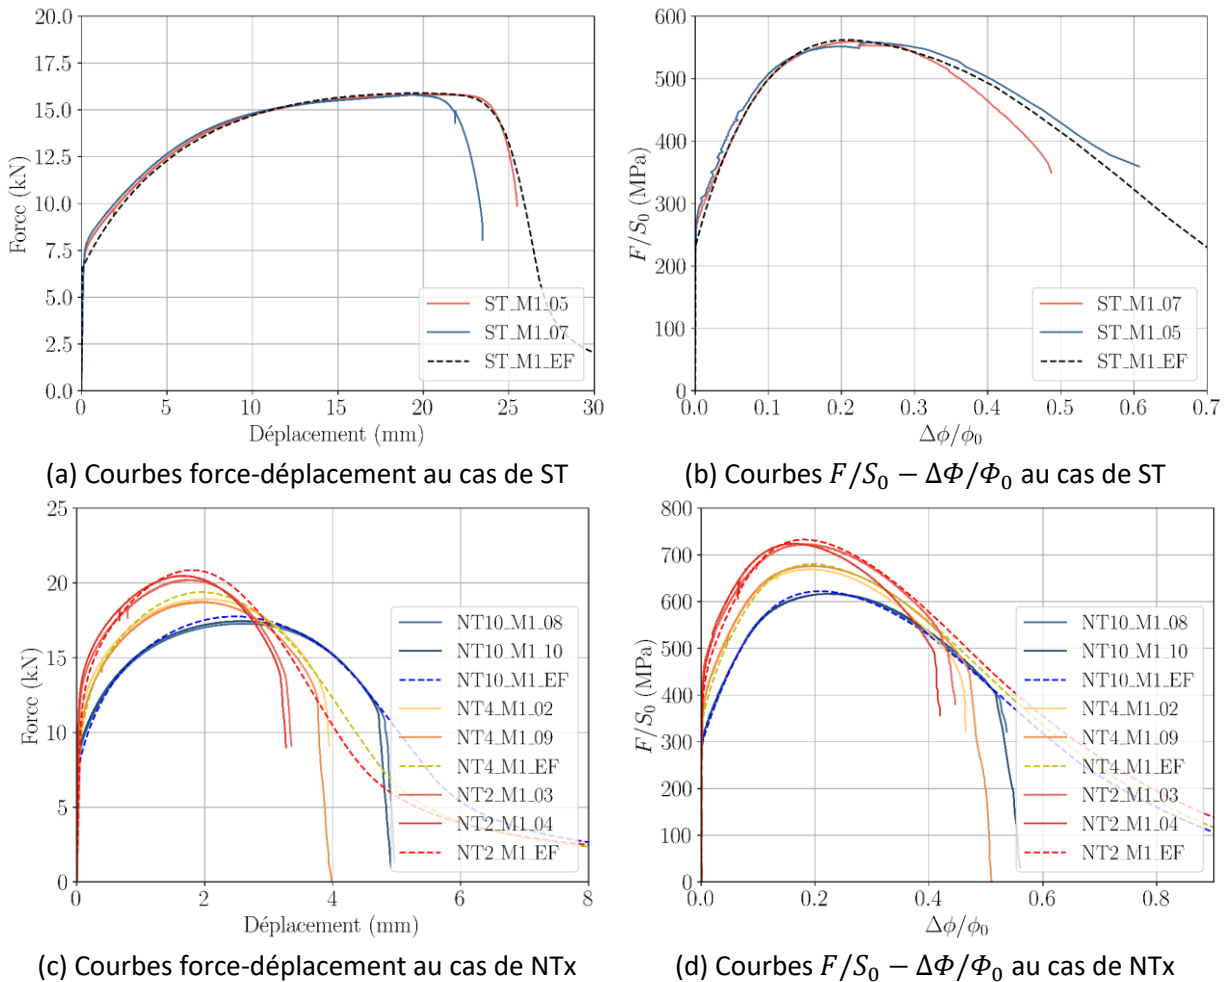 20.0
17.5
15.0
12.5
10.0
7.5
5.0
2.5
0.0
Force (kN)
0 5 10 15 20 25 30
Déplacement (mm)
ST_M1_05
ST_M1_07
ST_M1_EF
600
500
400
300
200
100
0
F/S₀ (MPa)
0.0 0.1 0.2 0.3 0.4 0.5 0.6 0.7
Δϕ/ϕ₀
ST_M1_07
ST_M1_05
ST_M1_EF
(a) Courbes force-déplacement au cas de ST
(b) Courbes F/S₀ − ΔΦ/Φ₀ au cas de ST
25
20
15
10
5
0
Force (kN)
0 2 4 6 8
Déplacement (mm)
NT10_M1_08
NT10_M1_10
NT10_M1_EF
NT4_M1_02
NT4_M1_09
NT4_M1_EF
NT2_M1_03
NT2_M1_04
NT2_M1_EF
800
700
600
500
400
300
200
100
0
F/S₀ (MPa)
0.0 0.2 0.4 0.6 0.8
Δϕ/ϕ₀
NT10_M1_08
NT10_M1_10
NT10_M1_EF
NT4_M1_02
NT4_M1_09
NT4_M1_EF
NT2_M1_03
NT2_M1_04
NT2_M1_EF
(c) Courbes force-déplacement au cas de NTx
(d) Courbes F/S₀ − ΔΦ/Φ₀ au cas de NTx